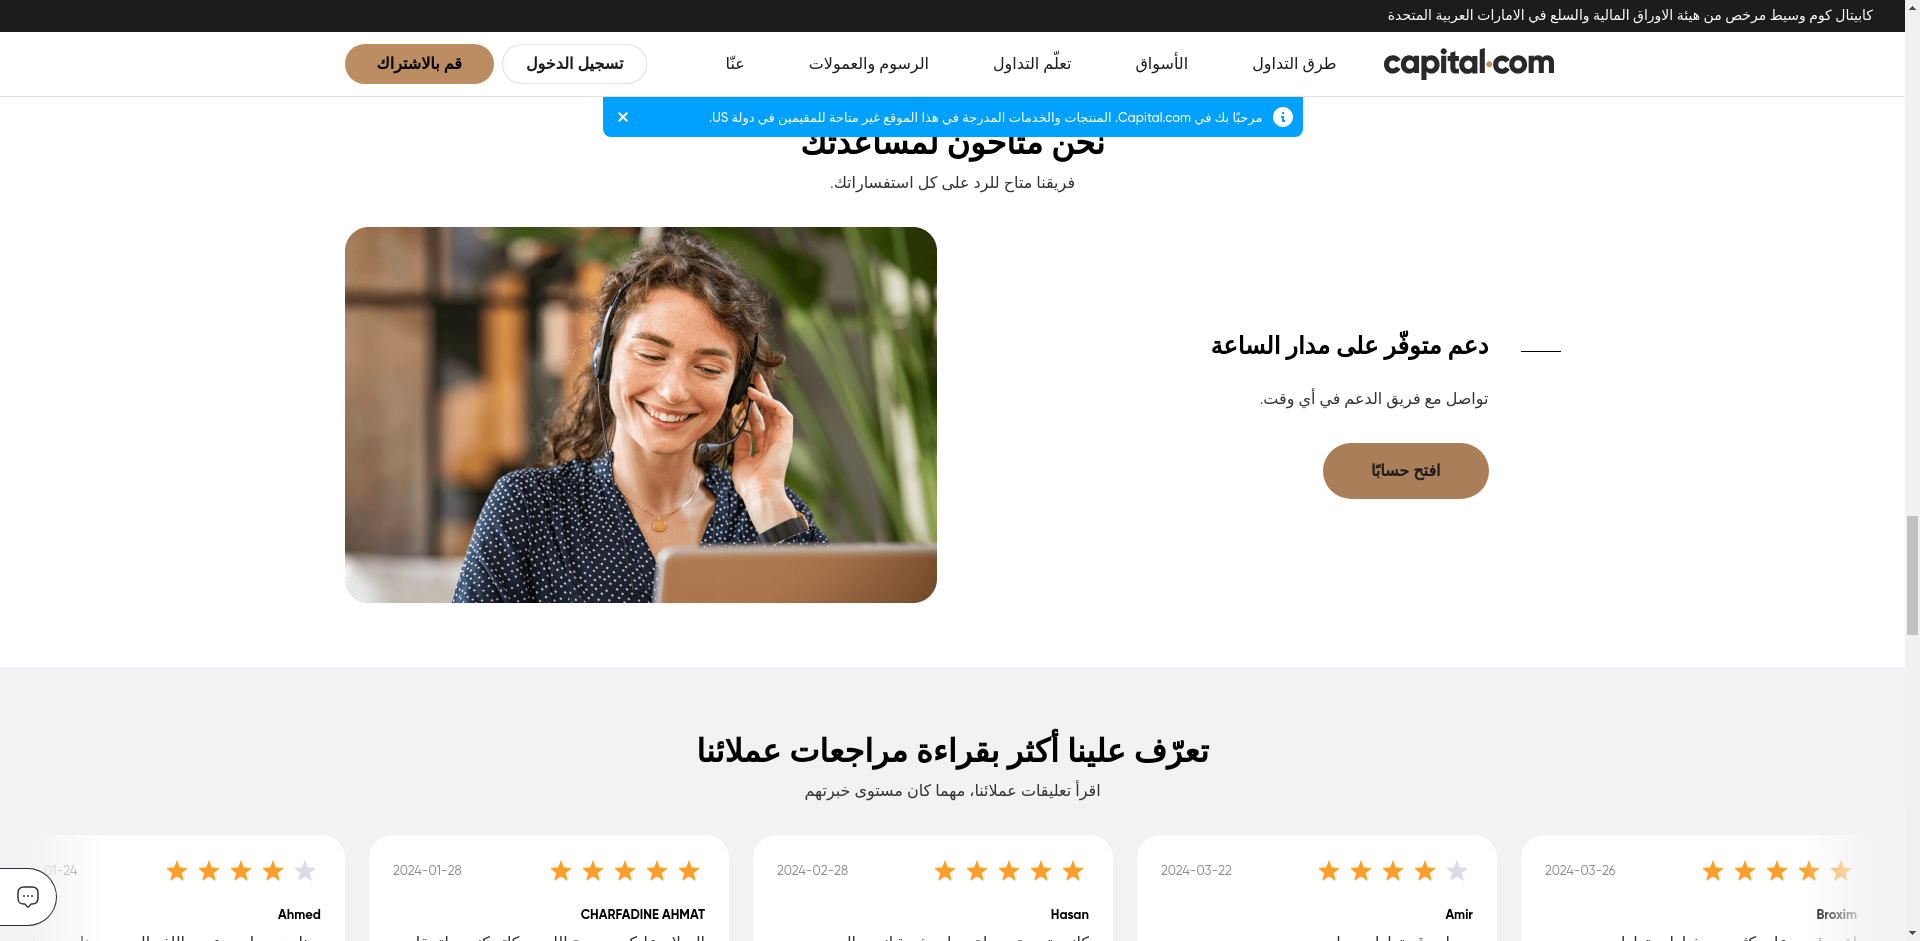 كابيتال كوم وسيط مرخص من هيئة الاوراق المالية والسلع في الامارات العربية المتحدة
capital.com
طرق التداول
الأسواق
تعلّم التداول
الرسوم والعمولات
عنّا
تسجيل الدخول
قم بالاشتراك
مرحبًا بك في Capital.com. المنتجات والخدمات المدرجة في هذا الموقع غير متاحة للمقيمين في دولة US.
نحن متاحون لمساعدتك
فريقنا متاح للرد على كل استفساراتك.
دعم متوفّر على مدار الساعة
تواصل مع فريق الدعم في أي وقت.
افتح حسابًا
تعرّف علينا أكثر بقراءة مراجعات عملائنا
اقرأ تعليقات عملائنا، مهما كان مستوى خبرتهم
2024-03-26
Broxim
2024-03-22
Amir
2024-02-28
Hasan
2024-01-28
CHARFADINE AHMAT
01-24
Ahmed